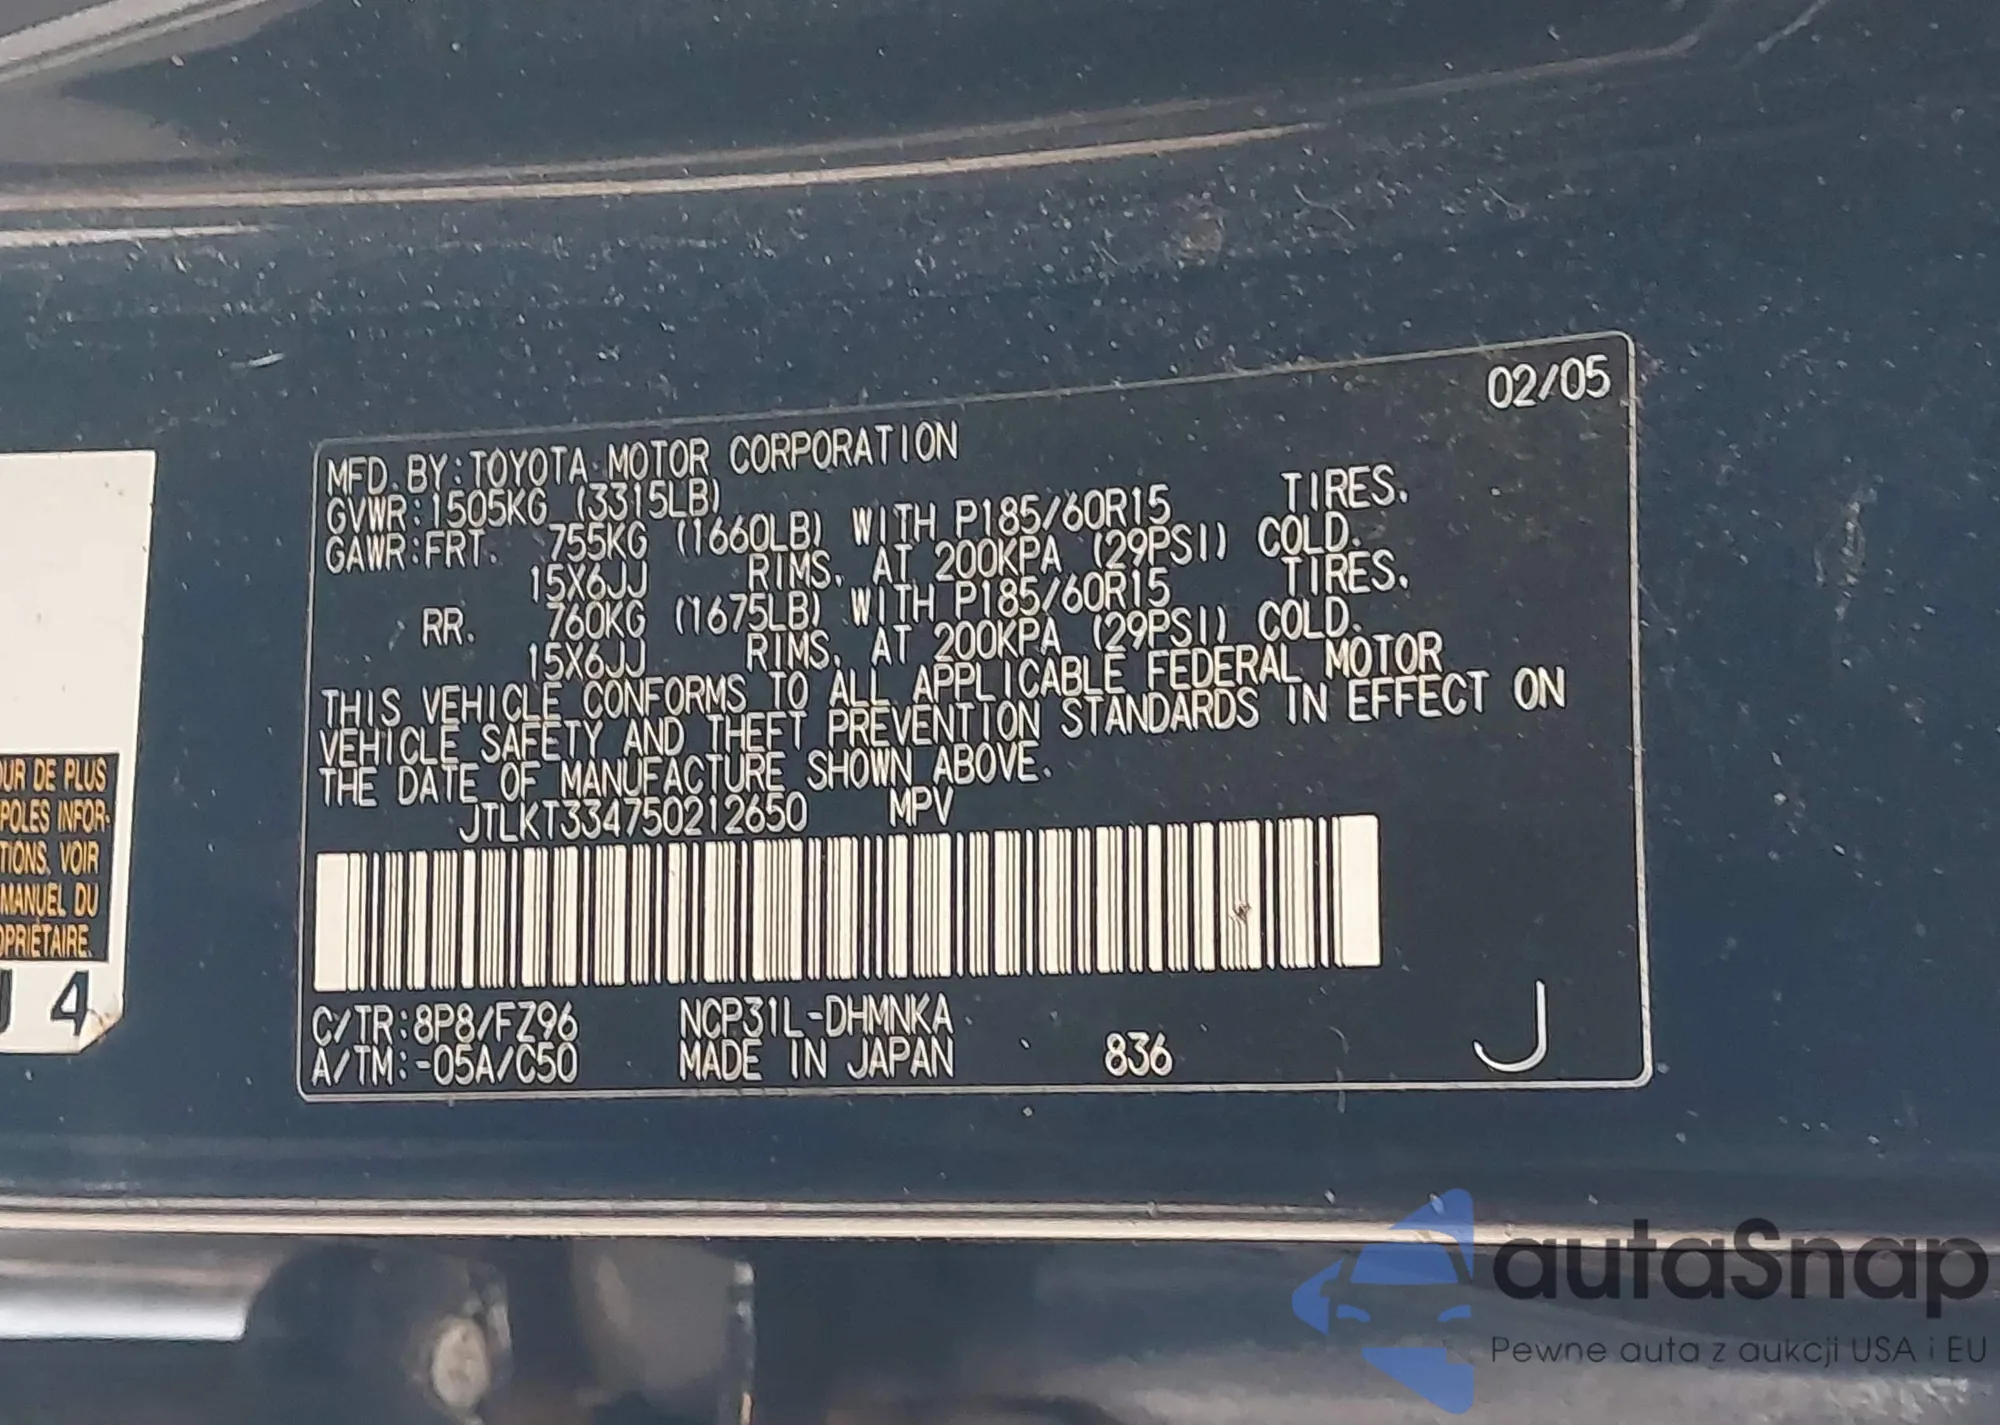 02/05
MFD. BY:TOYOTA MOTOR CORPORATION
GVWR:1505KG (3315LB)
GAWR:FRT. 755KG (1660LB) WITH P185/60R15 TIRES.
15X6JJ RIMS, AT 200KPA (29PSI) COLD.
RR. 760KG (1675LB) WITH P185/60R15 TIRES.
15X6JJ RIMS, AT 200KPA (29PSI) COLD.
THIS VEHICLE CONFORMS TO ALL APPLICABLE FEDERAL MOTOR
VEHICLE SAFETY AND THEFT PREVENTION STANDARDS IN EFFECT ON
THE DATE OF MANUFACTURE SHOWN ABOVE.
JTLKT334750212650 MPV
C/TR:8P8/FZ96 NCP31L-DHMNKA
A/TM:-05A/C50 MADE IN JAPAN 836 J
DE PLUS
INFOR-
VOIR
MANUEL DU
4
autaSnap
Pewne auta z aukcji USA i EU